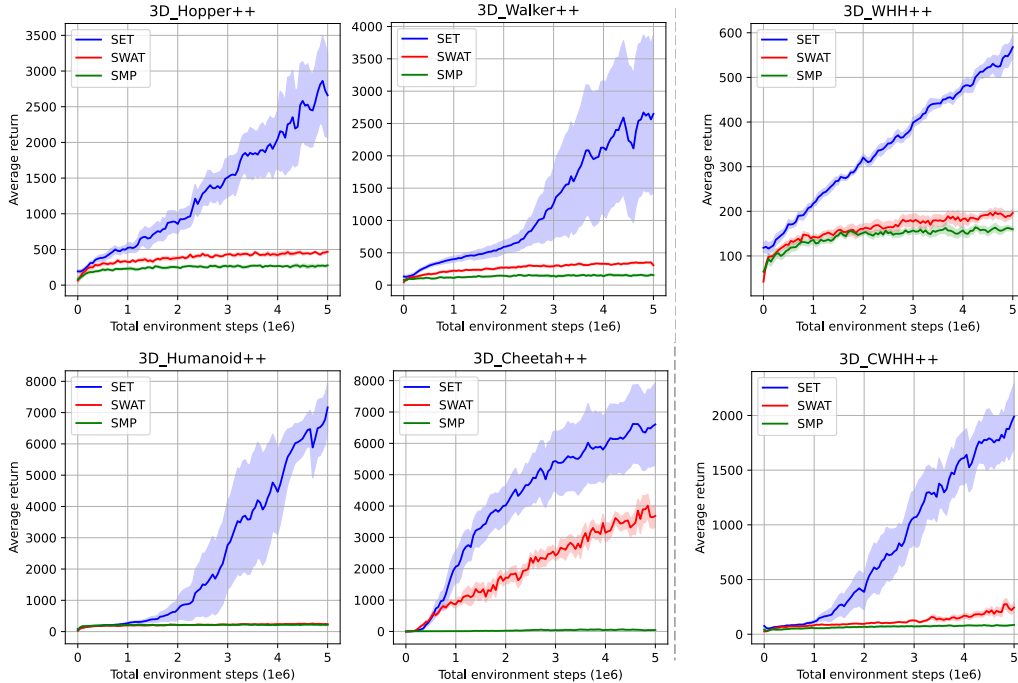 3D_Hopper++
Average return
3500
3000
2500
2000
1500
1000
500
0
SET
SWAT
SMP
0 1 2 3 4 5
Total environment steps (1e6)
3D_Walker++
4000
3500
3000
2500
2000
1500
1000
500
0
SET
SWAT
SMP
0 1 2 3 4 5
Total environment steps (1e6)
3D_WHH++
Average return
600
500
400
300
200
100
SET
SWAT
SMP
0 1 2 3 4 5
Total environment steps (1e6)
3D_Humanoid++
Average return
8000
7000
6000
5000
4000
3000
2000
1000
0
SET
SWAT
SMP
0 1 2 3 4 5
Total environment steps (1e6)
3D_Cheetah++
8000
7000
6000
5000
4000
3000
2000
1000
0
SET
SWAT
SMP
0 1 2 3 4 5
Total environment steps (1e6)
3D_CWHH++
Average return
2000
1500
1000
500
0
SET
SWAT
SMP
0 1 2 3 4 5
Total environment steps (1e6)